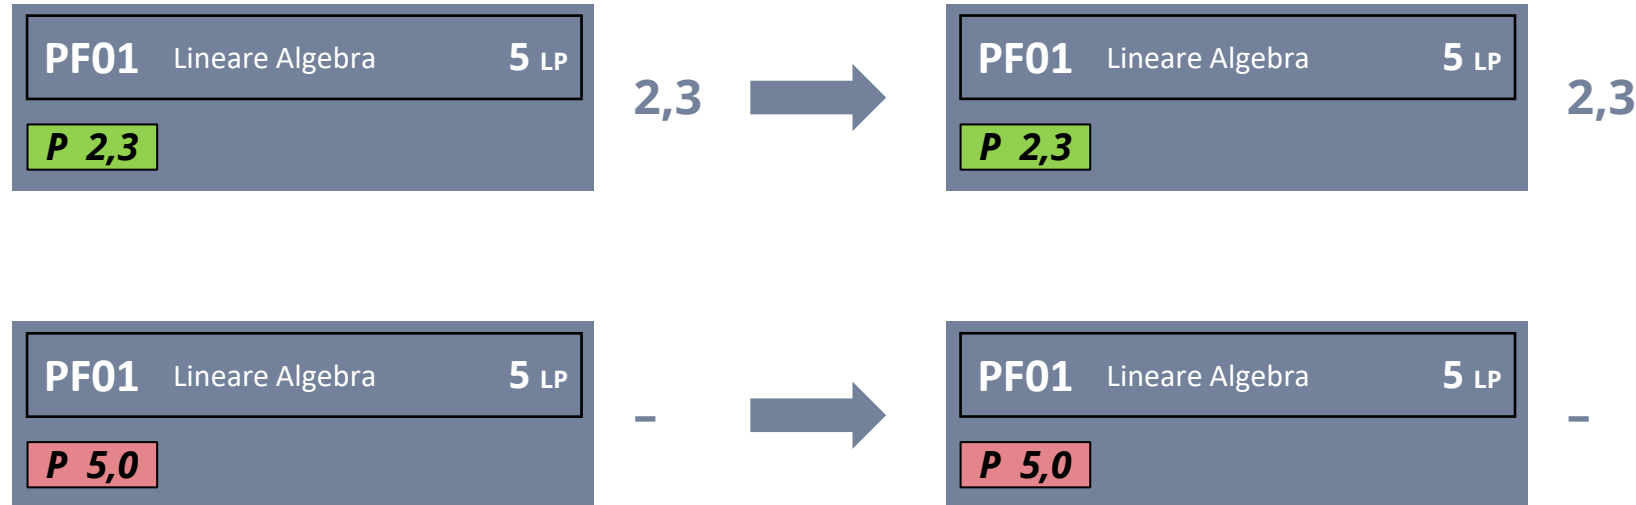 PF01 Lineare Algebra 5 LP
P 2,3
2,3
PF01 Lineare Algebra 5 LP
P 2,3
2,3
PF01 Lineare Algebra 5 LP
P 5,0
–
PF01 Lineare Algebra 5 LP
P 5,0
–